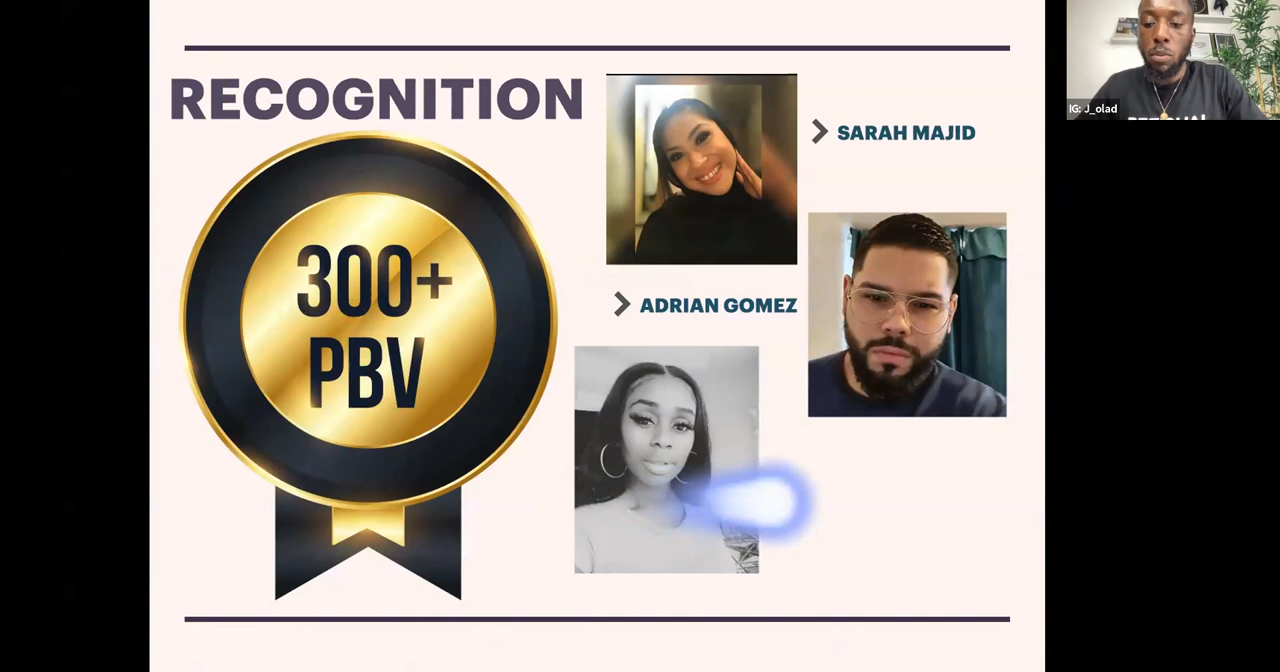 RECOGNITION
300+
PBV
SARAH MAJID
ADRIAN GOMEZ
IG: J_olad